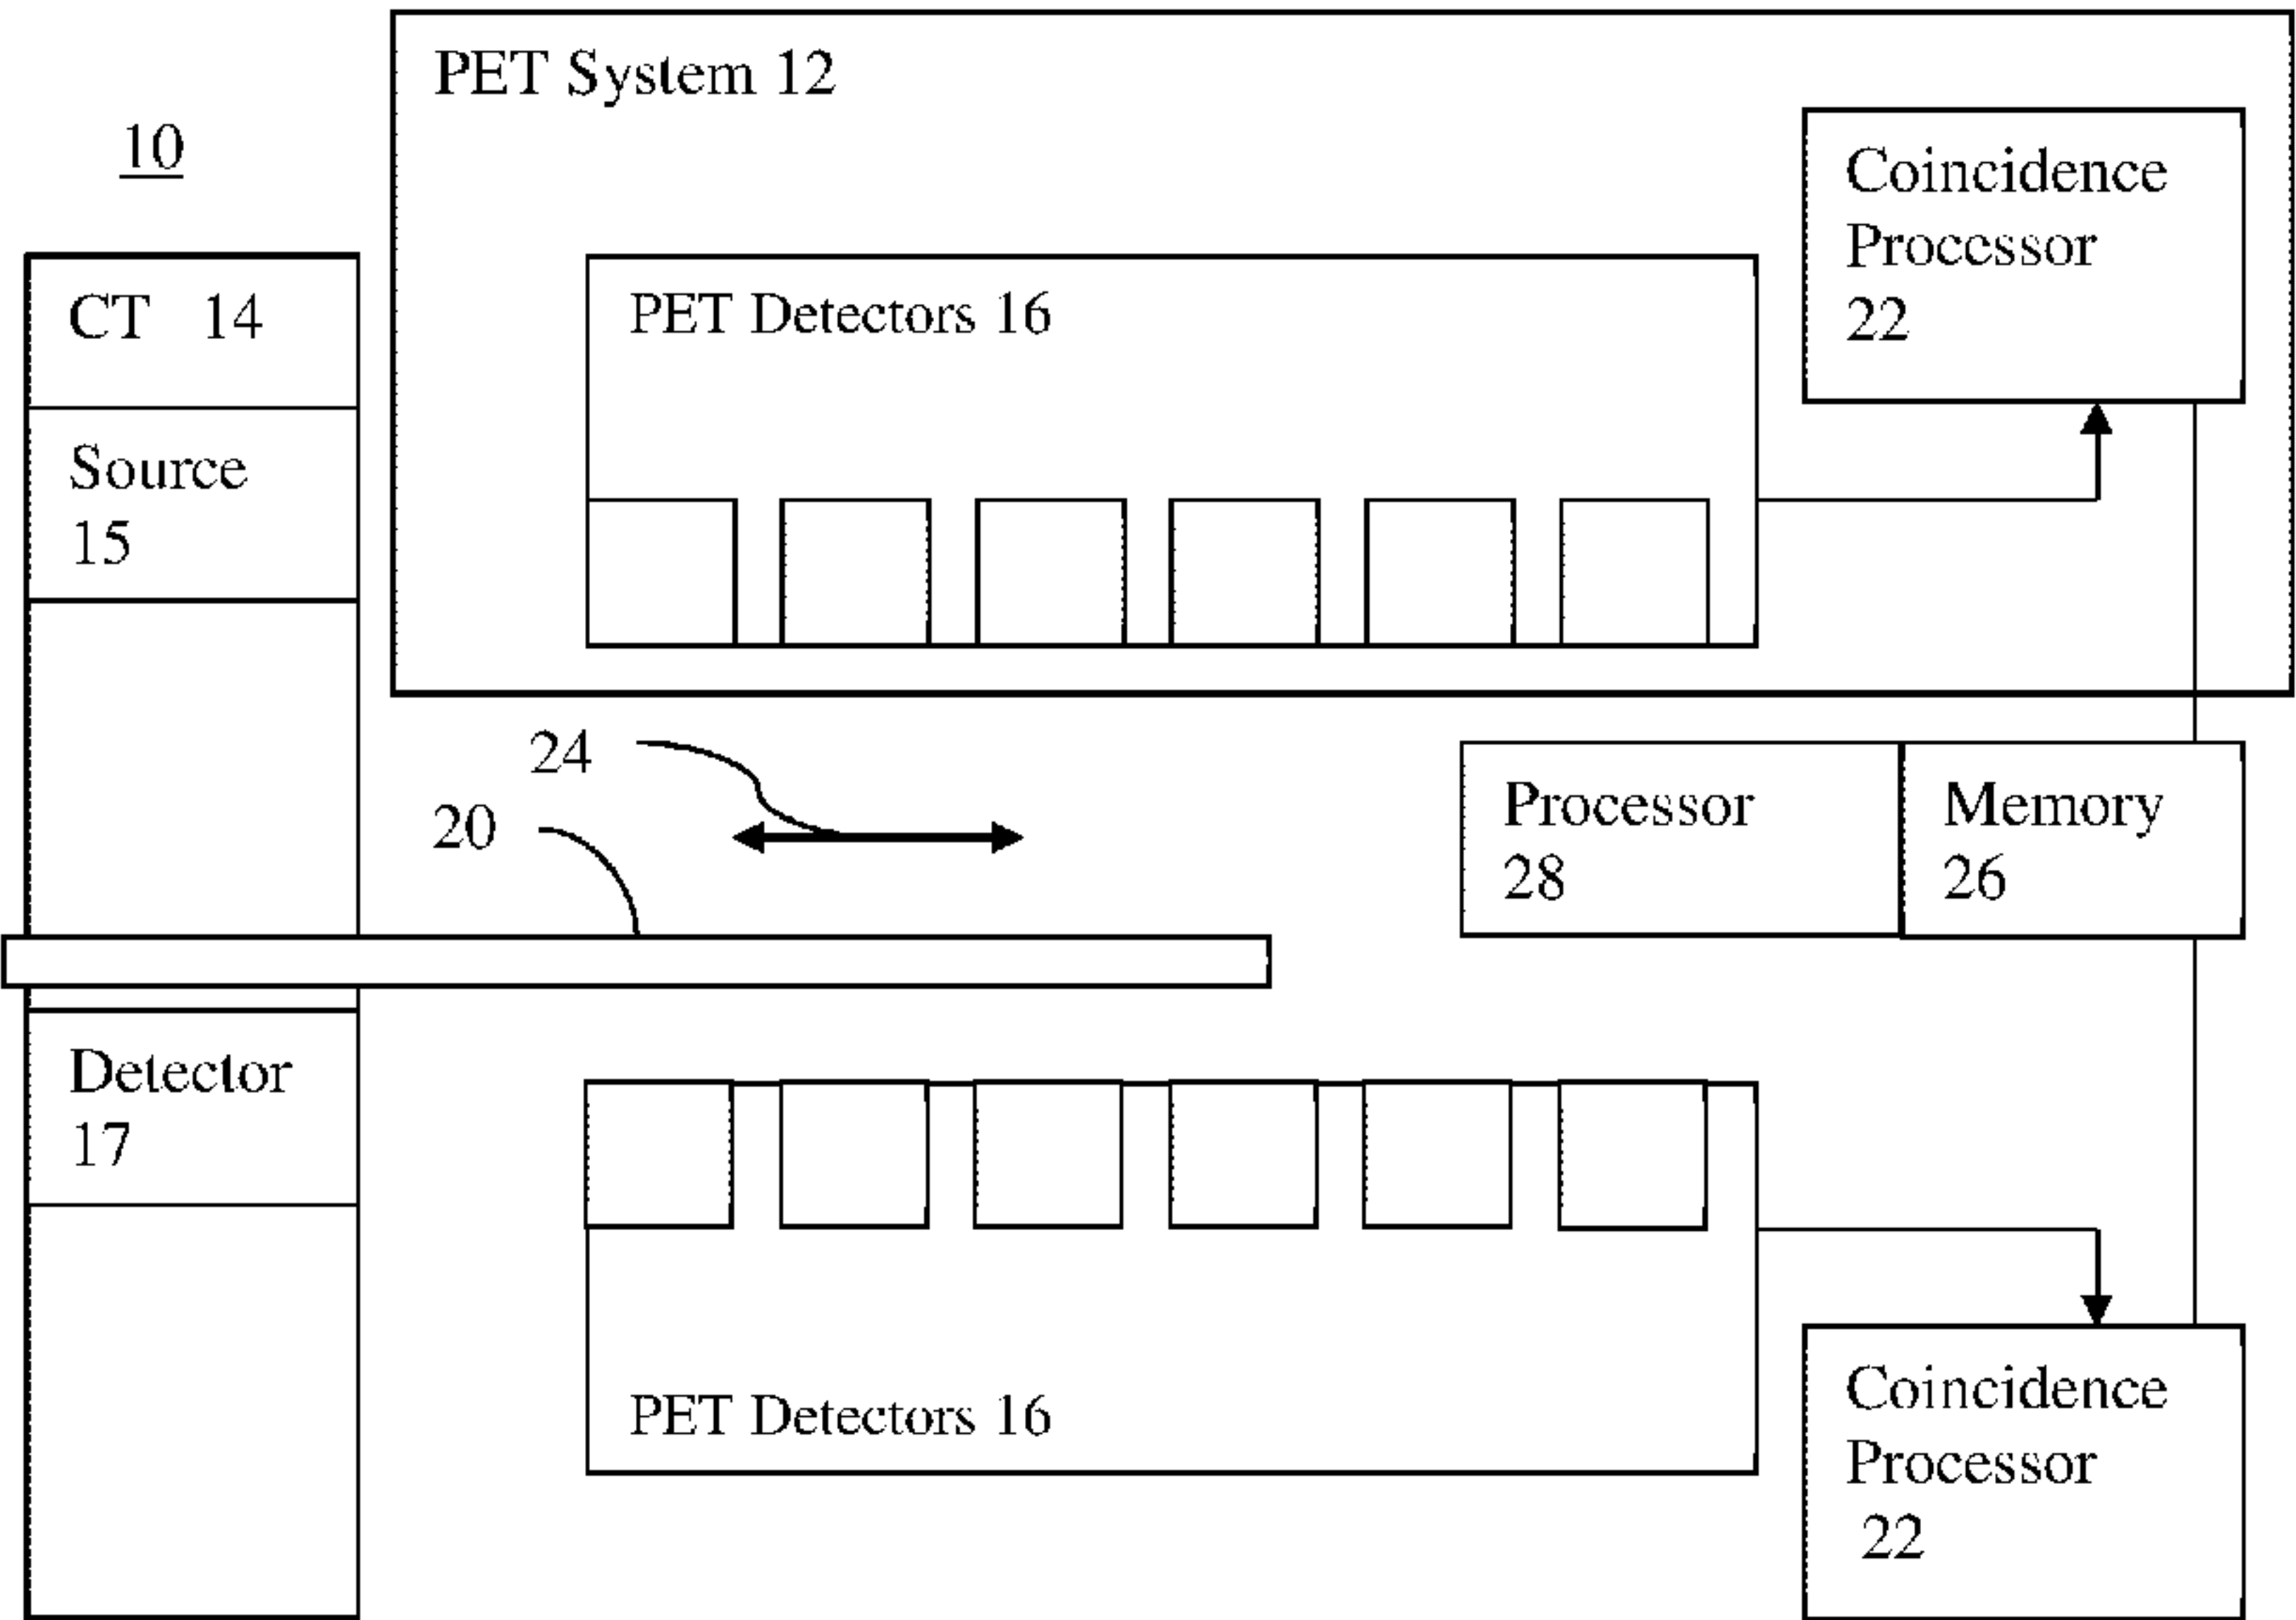 PET System 12
10
Coincidence
Processor
22
CT 14
PET Detectors 16
Source
15
24
20
Processor
28
Memory
26
Detector
17
PET Detectors 16
Coincidence
Processor
22